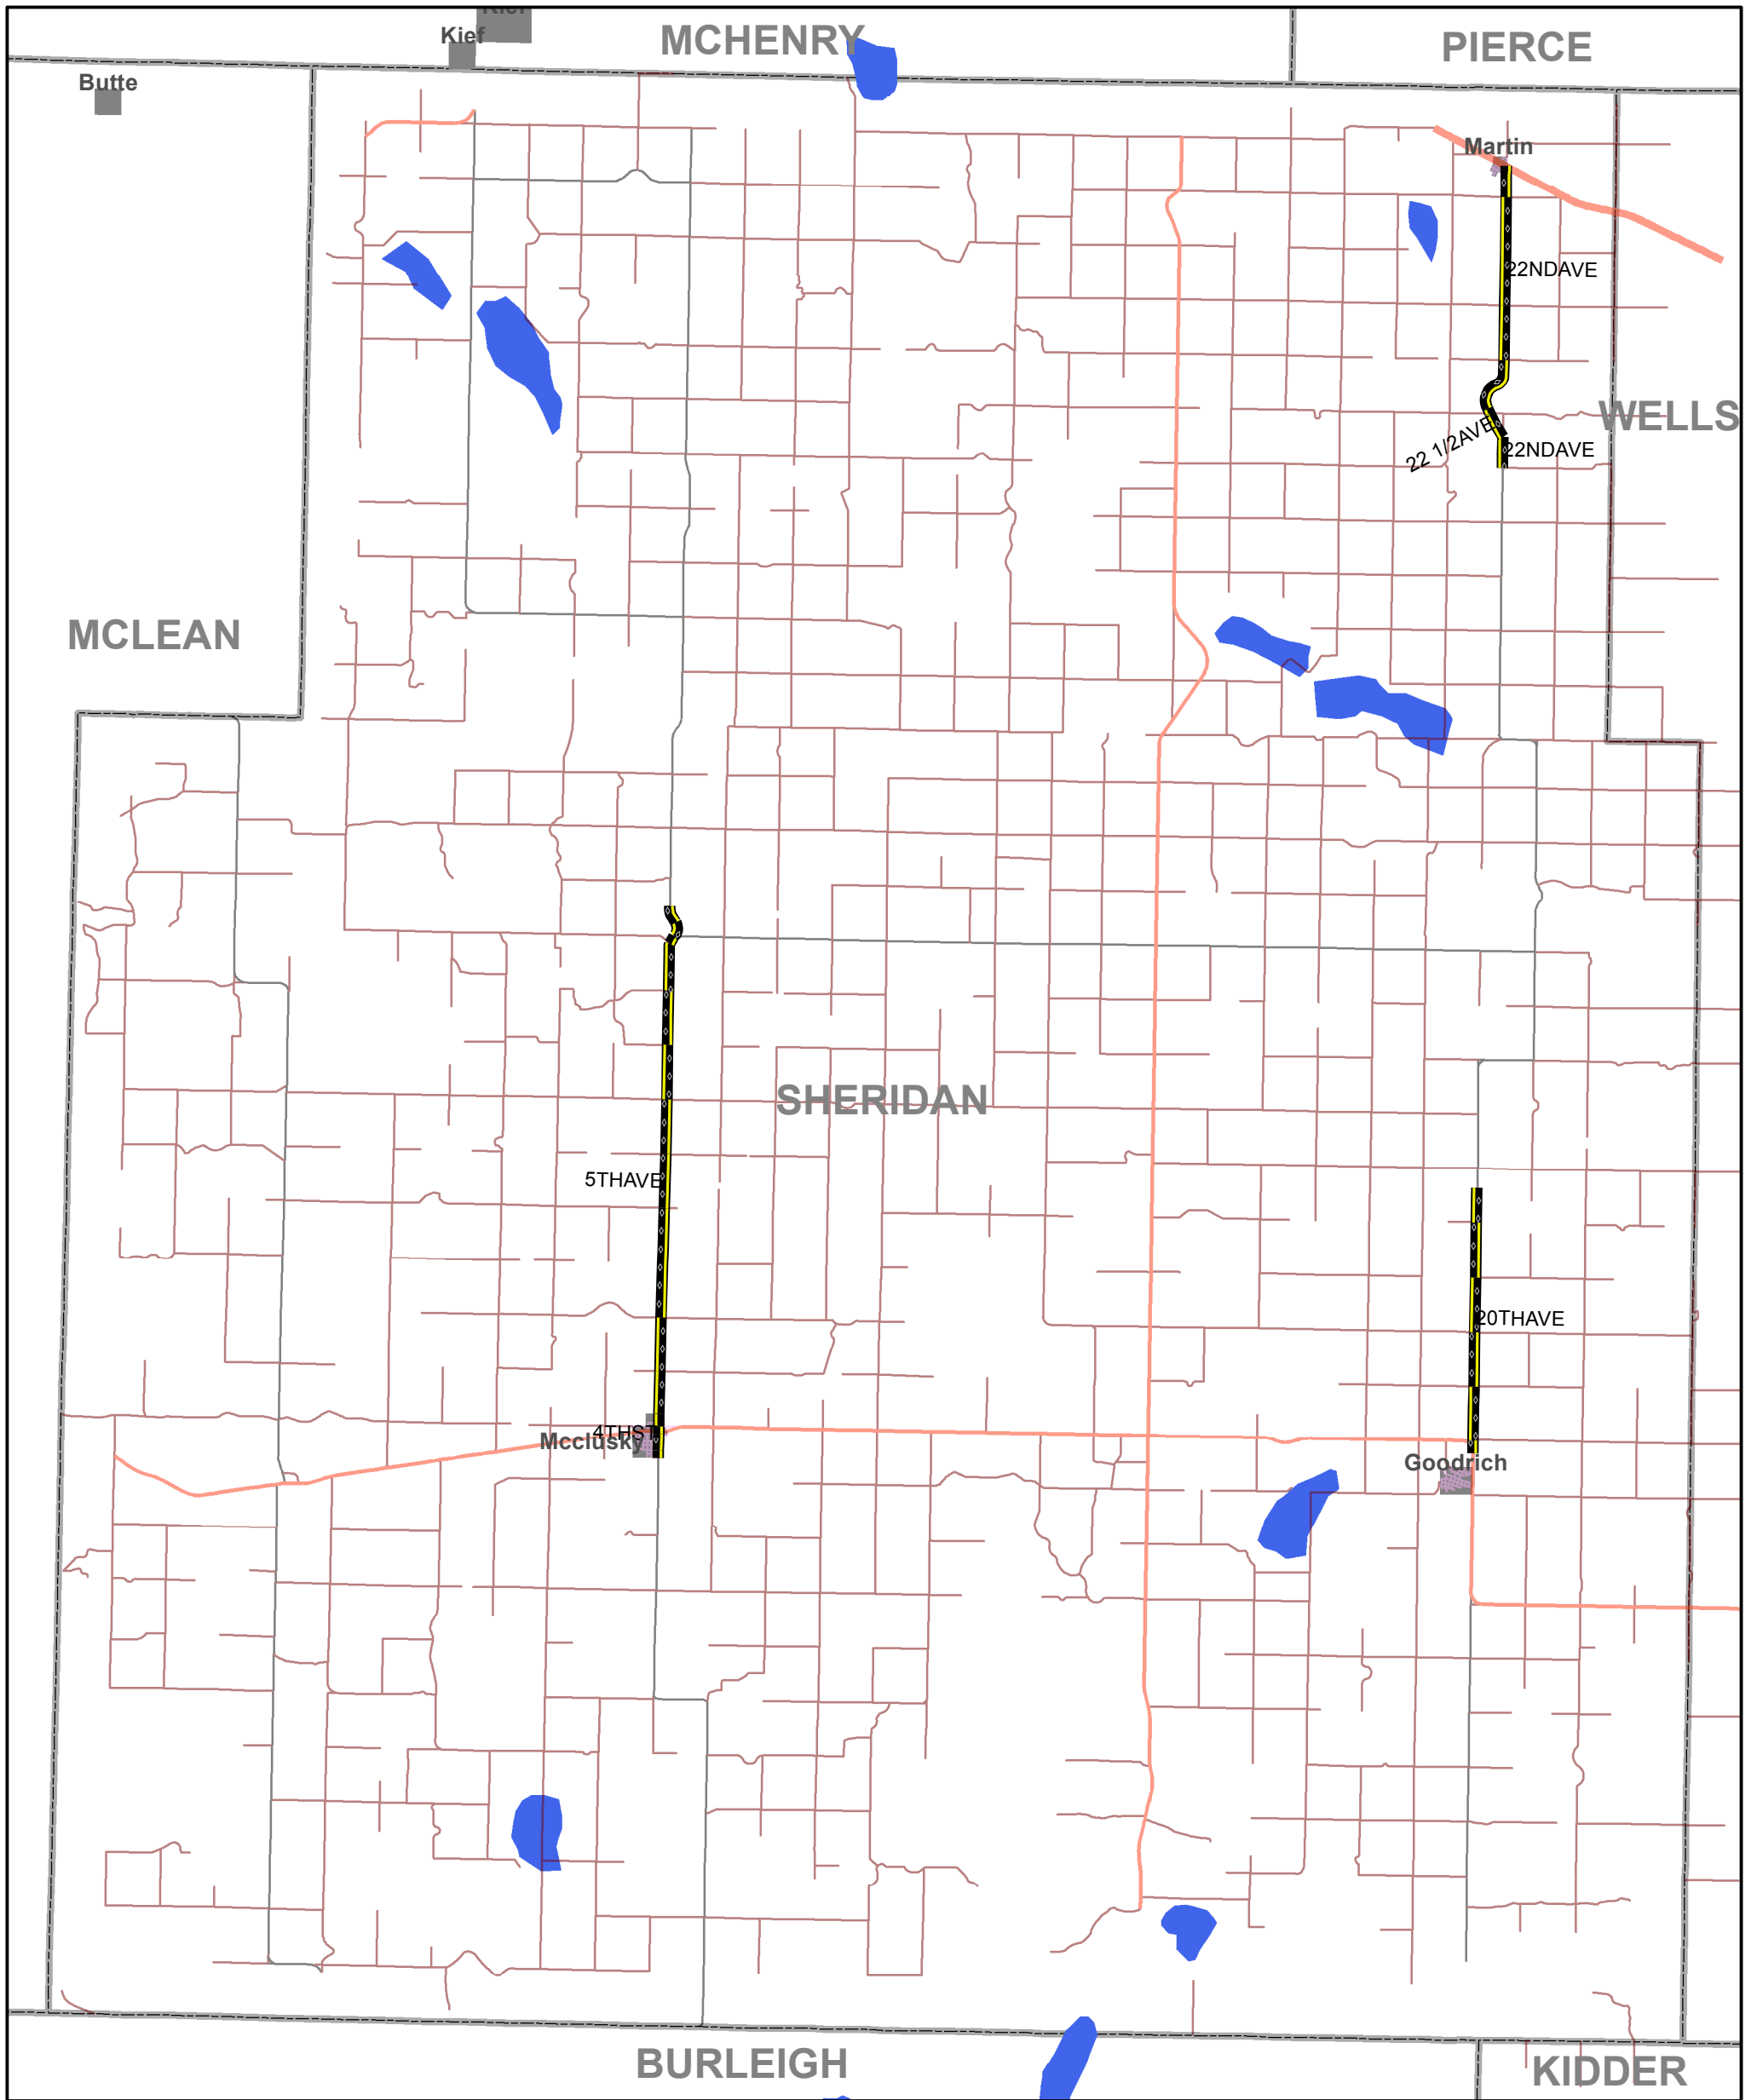 Kief
Kief
MCHENRY
PIERCE
Butte
Martin
22NDAVE
WELLS
22 1/2AVE
22NDAVE
MCLEAN
SHERIDAN
5THAVE
20THAVE
4THST
Mcclusky
Goodrich
BURLEIGH
KIDDER